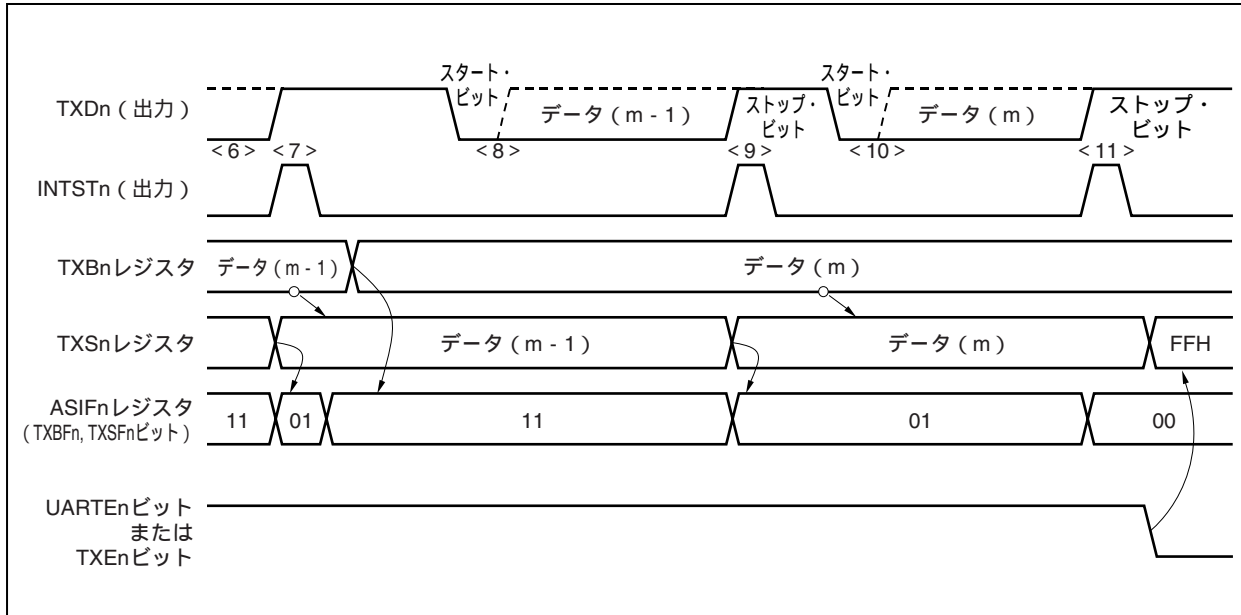 スタート・
ビット
スタート・
ビット
TXDn（出力）
データ（m - 1）
ストップ・
ビット
データ（m）
ストップ・
ビット
<6>
<7>
<8>
<9>
<10>
<11>
INTSTn（出力）
TXBnレジスタ
データ（m - 1）
データ（m）
TXSnレジスタ
データ（m - 1）
データ（m）
FFH
ASIFnレジスタ
（TXBFn, TXSFnビット）
11
01
11
01
00
UARTEnビット
または
TXEnビット